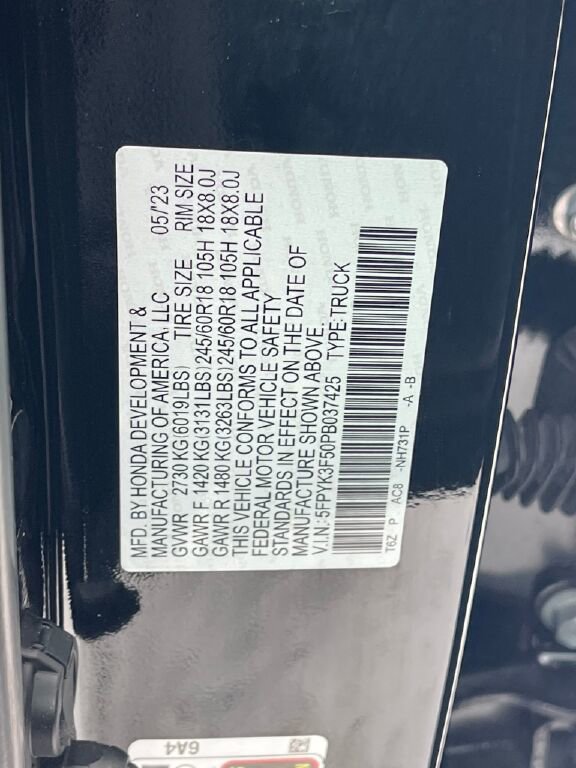 MFD. BY HONDA DEVELOPMENT &
MANUFACTURING OF AMERICA, LLC 05/'23
GVWR 2730 KG(6019LBS) TIRE SIZE RIM SIZE
GAWR F 1420 KG(3131LBS)245/60R18 105H 18X8.0J
GAWR R 1480 KG(3263LBS)245/60R18 105H 18X8.0J
THIS VEHICLE CONFORMS TO ALL APPLICABLE
FEDERAL MOTOR VEHICLE SAFETY
STANDARDS IN EFFECT ON THE DATE OF
MANUFACTURE SHOWN ABOVE.
V.I.N.:5FPYK3F50PB037425 TYPE:TRUCK
T6Z P AC8 -NH731P -A -B
6A4